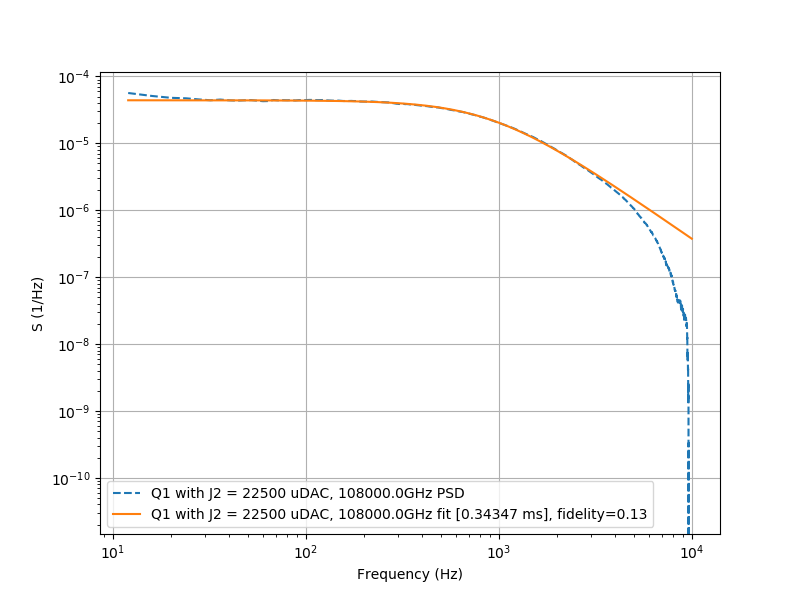 10⁻⁴
10⁻⁵
10⁻⁶
10⁻⁷
10⁻⁸
10⁻⁹
10⁻¹⁰
S (1/Hz)
Q1 with J2 = 22500 uDAC, 108000.0GHz PSD
Q1 with J2 = 22500 uDAC, 108000.0GHz fit [0.34347 ms], fidelity=0.13
10¹ 10² 10³ 10⁴
Frequency (Hz)